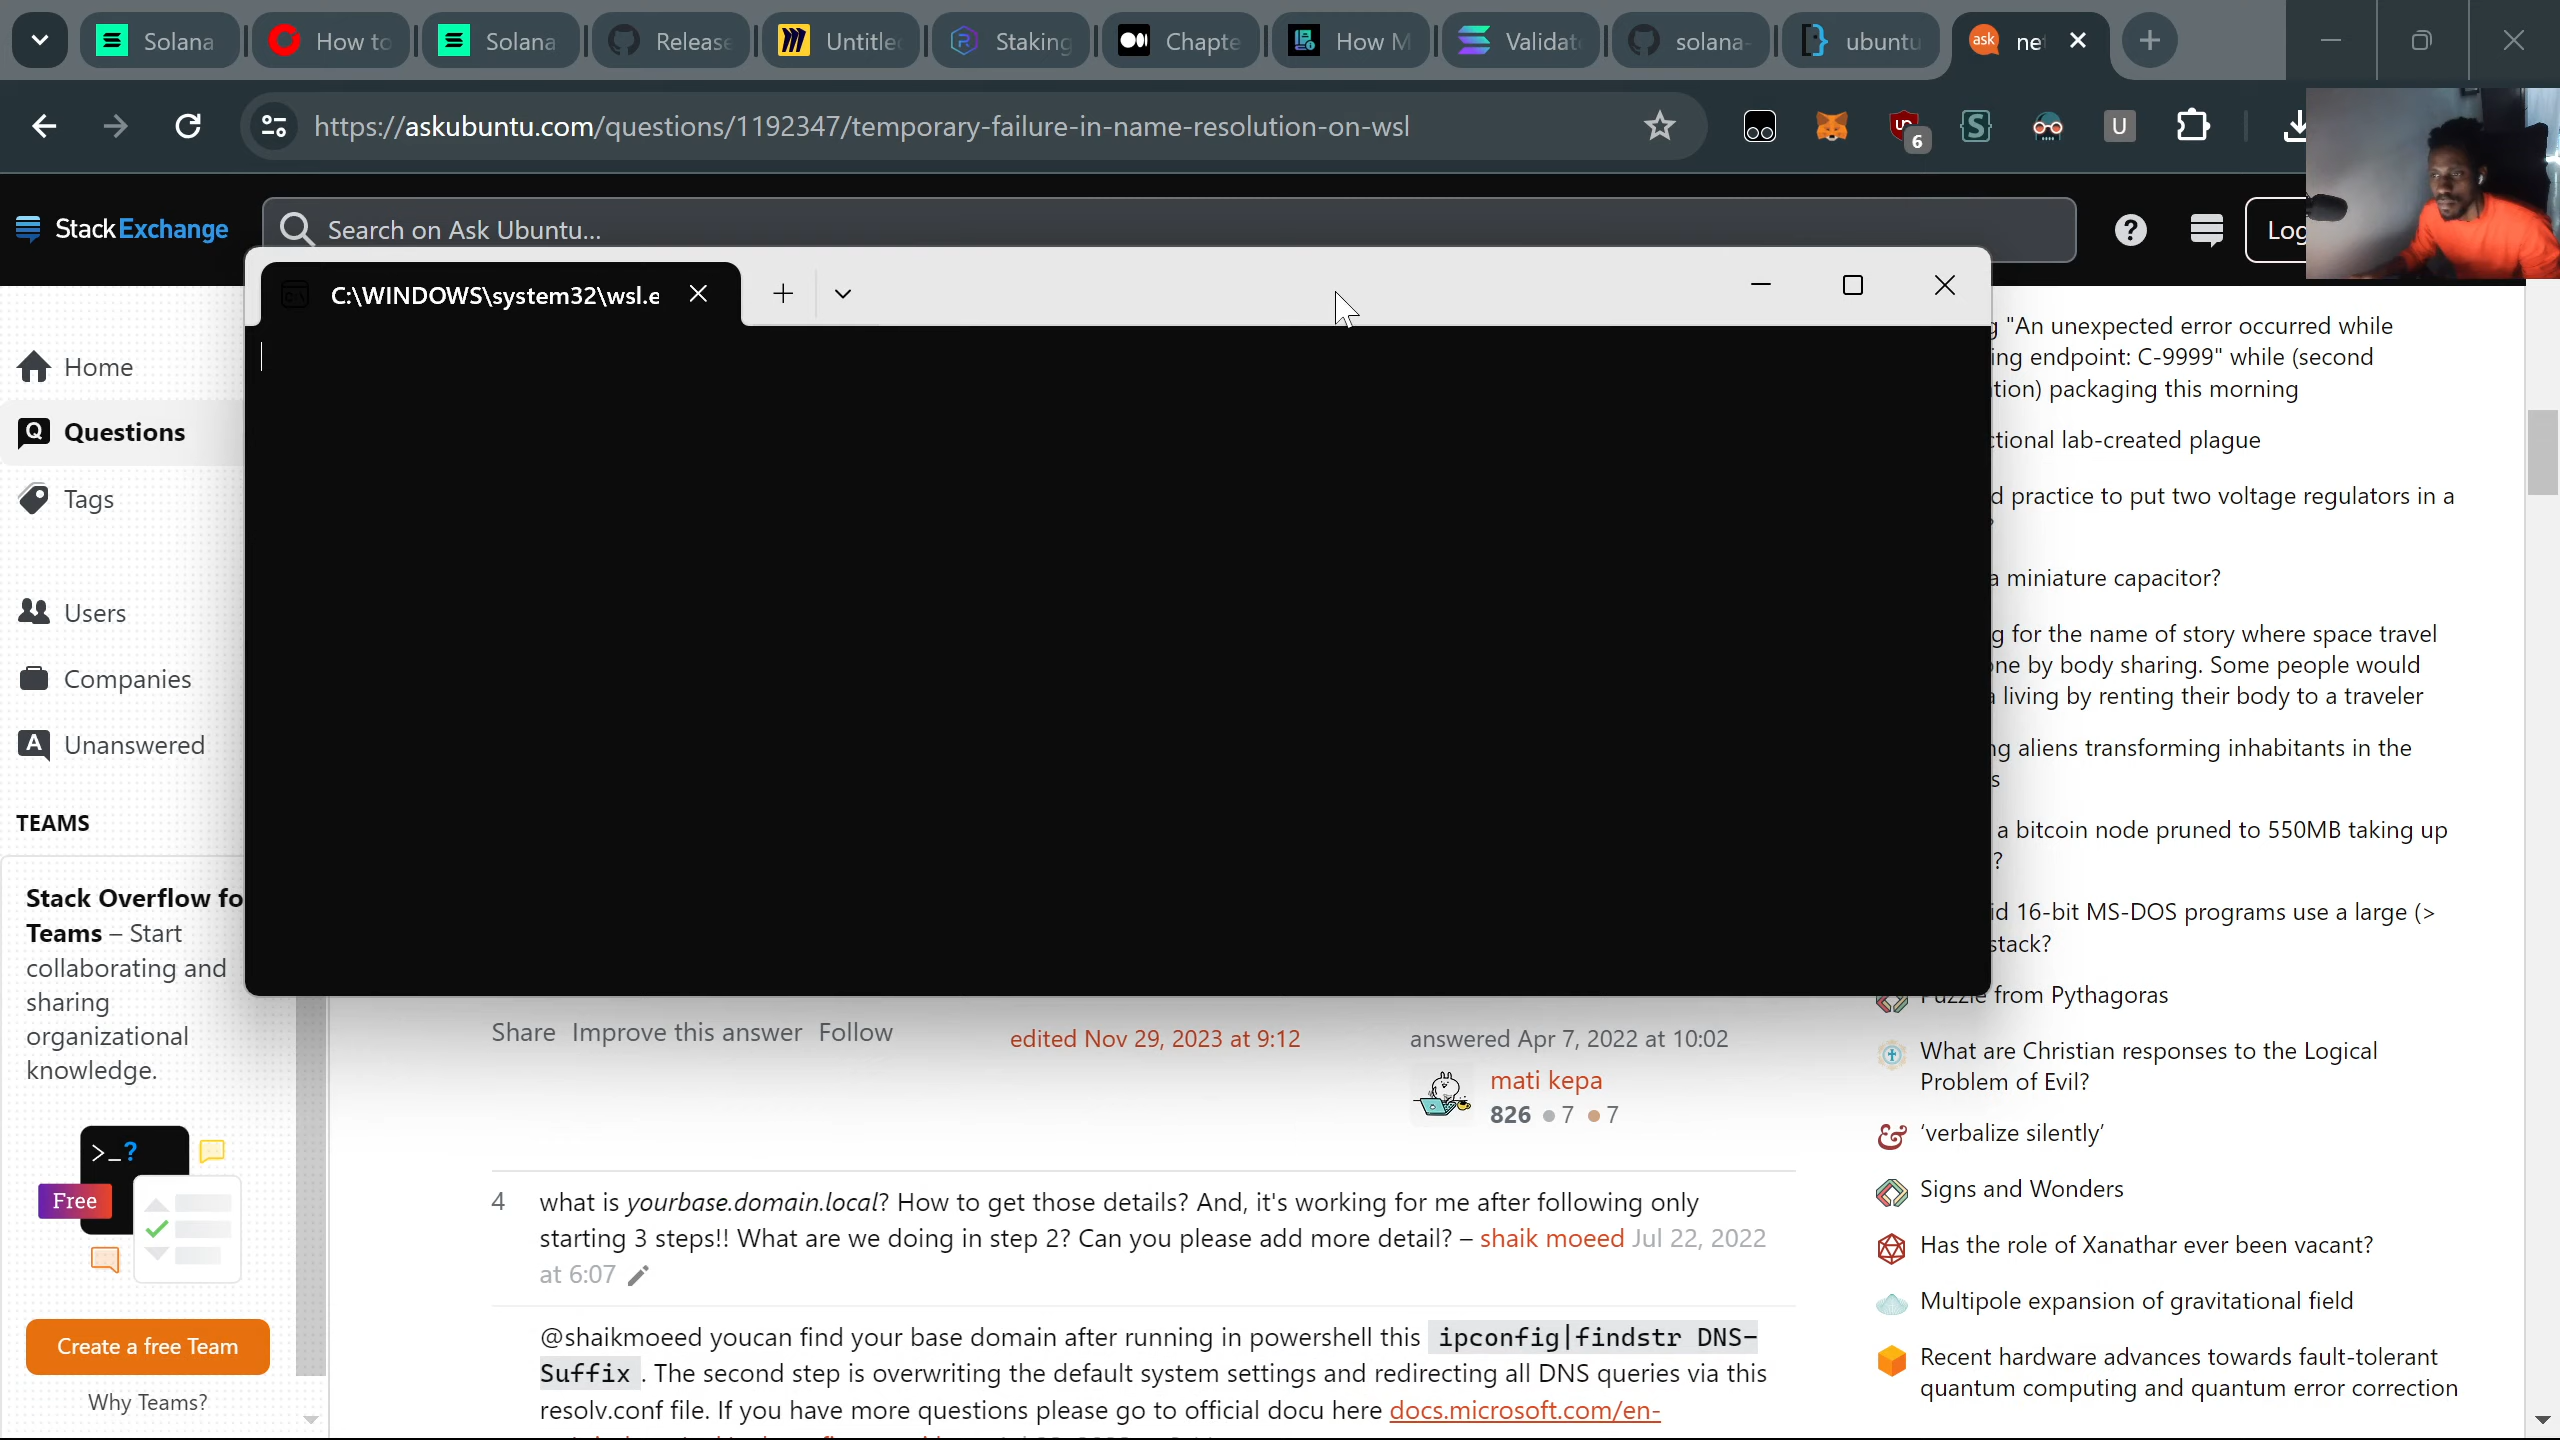 Solana
How to
Solana
Release
Untitle
Staking
Chapte
How M
Validat
solana-
ubuntu
ask
ne
https://askubuntu.com/questions/1192347/temporary-failure-in-name-resolution-on-wsl
6
U
StackExchange
Search on Ask Ubuntu...
Log
C:\WINDOWS\system32\wsl.e
Home
Questions
Tags
Users
Companies
Unanswered
TEAMS
Stack Overflow fo
Teams – Start
collaborating and
sharing
organizational
knowledge.
>_?
Free
Create a free Team
Why Teams?
Share Improve this answer Follow
edited Nov 29, 2023 at 9:12
answered Apr 7, 2022 at 10:02
mati kepa
826 7 7
4
what is yourbase.domain.local? How to get those details? And, it's working for me after following only
starting 3 steps!! What are we doing in step 2? Can you please add more detail? – shaik moeed Jul 22, 2022
at 6:07
@shaikmoeed youcan find your base domain after running in powershell this ipconfig|findstr DNS-
Suffix . The second step is overwriting the default system settings and redirecting all DNS queries via this
resolv.conf file. If you have more questions please go to official docu here docs.microsoft.com/en-
"An unexpected error occurred while
ing endpoint: C-9999" while (second
tion) packaging this morning
ctional lab-created plague
d practice to put two voltage regulators in a
?
a miniature capacitor?
g for the name of story where space travel
one by body sharing. Some people would
living by renting their body to a traveler
ng aliens transforming inhabitants in the
s
a bitcoin node pruned to 550MB taking up
?
id 16-bit MS-DOS programs use a large (>
stack?
Puzzle from Pythagoras
What are Christian responses to the Logical
Problem of Evil?
‘verbalize silently’
Signs and Wonders
Has the role of Xanathar ever been vacant?
Multipole expansion of gravitational field
Recent hardware advances towards fault-tolerant
quantum computing and quantum error correction